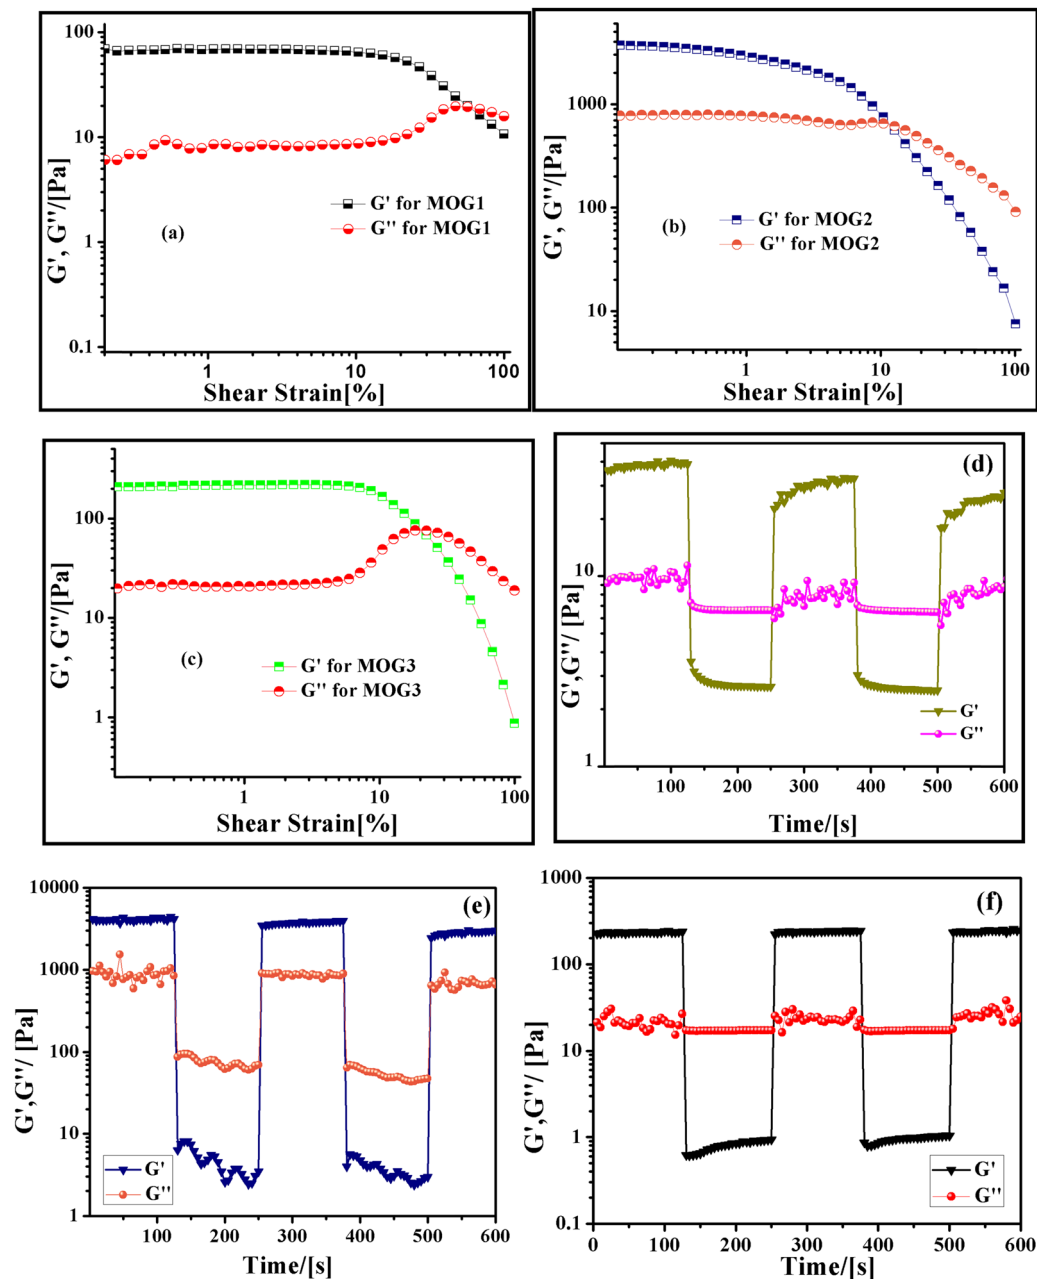 100
10
1
0.1
G', G''/[Pa]
G' for MOG1
G'' for MOG1
(a)
1
10
100
Shear Strain[%]
1000
100
10
G', G''/[Pa]
G' for MOG2
G'' for MOG2
(b)
1
10
100
Shear Strain[%]
100
10
1
G', G''/[Pa]
G' for MOG3
G'' for MOG3
(c)
1
10
100
Shear Strain[%]
(d)
10
1
G',G''/ [Pa]
G'
G''
100
200
300
400
500
600
Time/[s]
(e)
10000
1000
100
10
1
G',G''/ [Pa]
G'
G''
100
200
300
400
500
600
Time/[s]
(f)
1000
100
10
1
0.1
G',G''/ [Pa]
G'
G''
0
100
200
300
400
500
600
Time/[s]